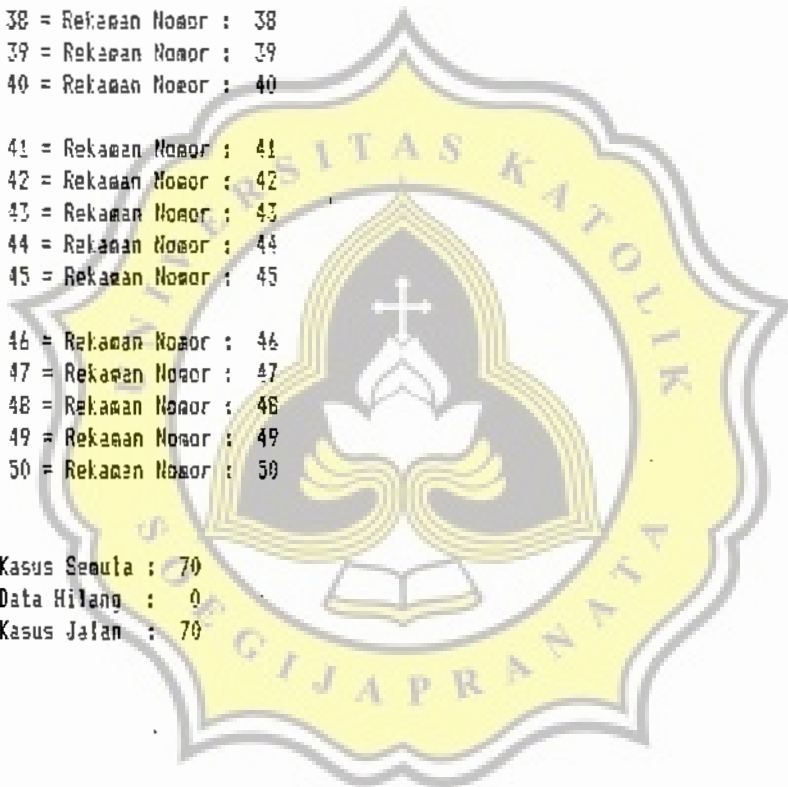 38 = Rekaman Nomor : 38
39 = Rekaman Nomor : 39
40 = Rekaman Nomor : 40
41 = Rekaman Nomor : 41
42 = Rekaman Nomor : 42
43 = Rekaman Nomor : 43
44 = Rekaman Nomor : 44
45 = Rekaman Nomor : 45
46 = Rekaman Nomor : 46
47 = Rekaman Nomor : 47
48 = Rekaman Nomor : 48
49 = Rekaman Nomor : 49
50 = Rekaman Nomor : 50
Kasus Semula : 70
Data Hilang : 0
Kasus Jalan : 70
UNIVERSITAS KATOLIK
SOEGIJAPRANATA